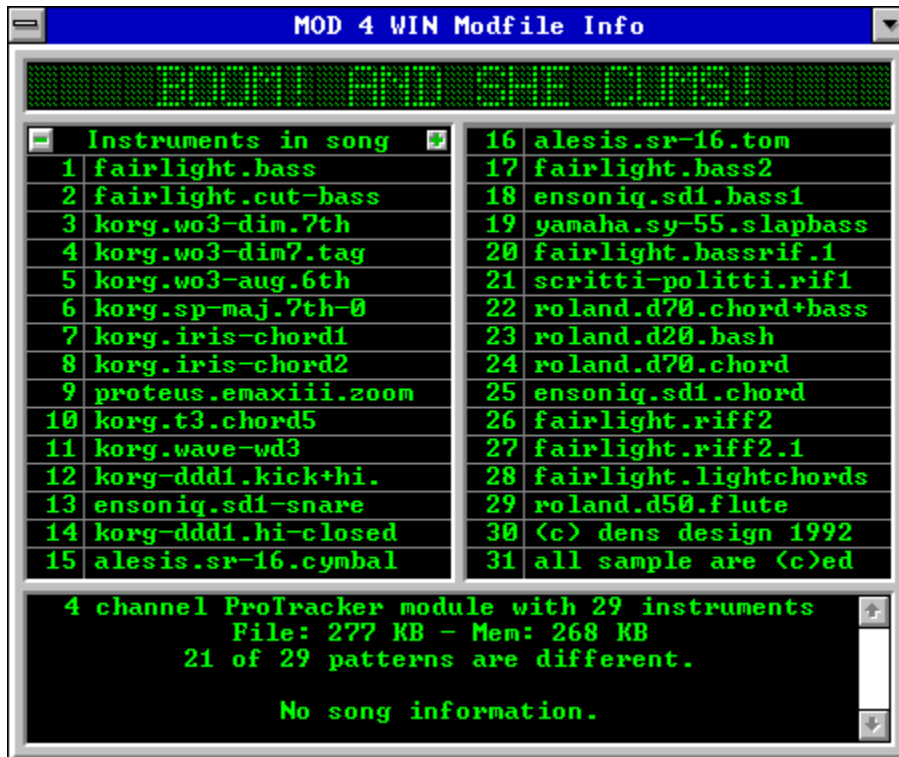 MOD 4 WIN Modfile Info
BOOM! AND SHE CUMS!
Instruments in song
1 fairlight.bass
2 fairlight.cut-bass
3 korg.wo3-dim.7th
4 korg.wo3-dim7.tag
5 korg.wo3-aug.6th
6 korg.sp-maj.7th-0
7 korg.iris-chord1
8 korg.iris-chord2
9 proteus.emaxiii.zoom
10 korg.t3.chord5
11 korg.wave-wd3
12 korg-ddd1.kick+hi.
13 ensoniq.sd1-snare
14 korg-ddd1.hi-closed
15 alesis.sr-16.cymbal
16 alesis.sr-16.tom
17 fairlight.bass2
18 ensoniq.sd1.bass1
19 yamaha.sy-55.slapbass
20 fairlight.bassrif.1
21 scritti-politti.rif1
22 roland.d70.chord+bass
23 roland.d20.bash
24 roland.d70.chord
25 ensoniq.sd1.chord
26 fairlight.riff2
27 fairlight.riff2.1
28 fairlight.lightchords
29 roland.d50.flute
30 (c) dens design 1992
31 all sample are (c)ed
4 channel ProTracker module with 29 instruments
File: 277 KB - Mem: 268 KB
21 of 29 patterns are different.
No song information.